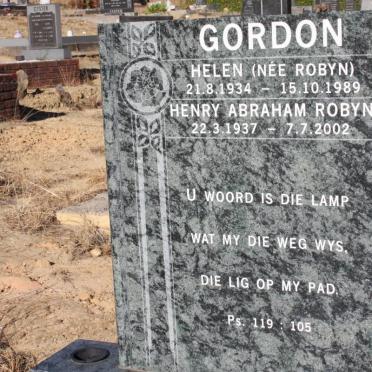 GORDON
HELEN (NÉE ROBYN)
21.8.1934 – 15.10.1989
HENRY ABRAHAM ROBYN
22.3.1937 - 7.7.2002
U WOORD IS DIE LAMP
WAT MY DIE WEG WYS,
DIE LIG OP MY PAD.
Ps. 119 : 105